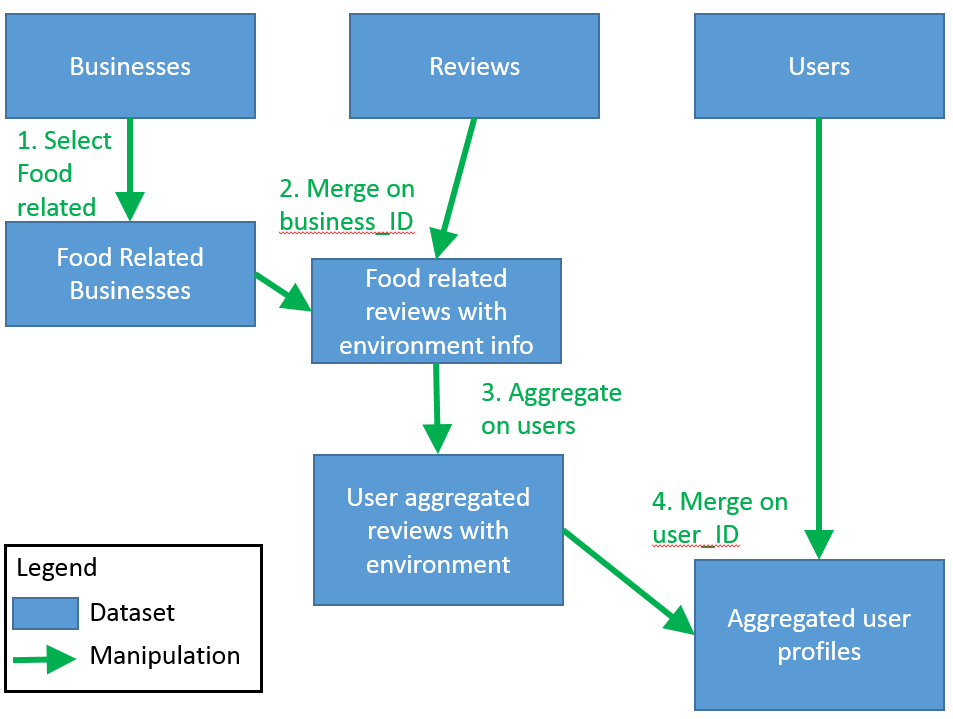 Businesses
Reviews
Users
1. Select
Food
related
2. Merge on
business_ID
Food Related
Businesses
Food related
reviews with
environment info
3. Aggregate
on users
User aggregated
reviews with
environment
4. Merge on
user_ID
Aggregated user
profiles
Legend
Dataset
Manipulation